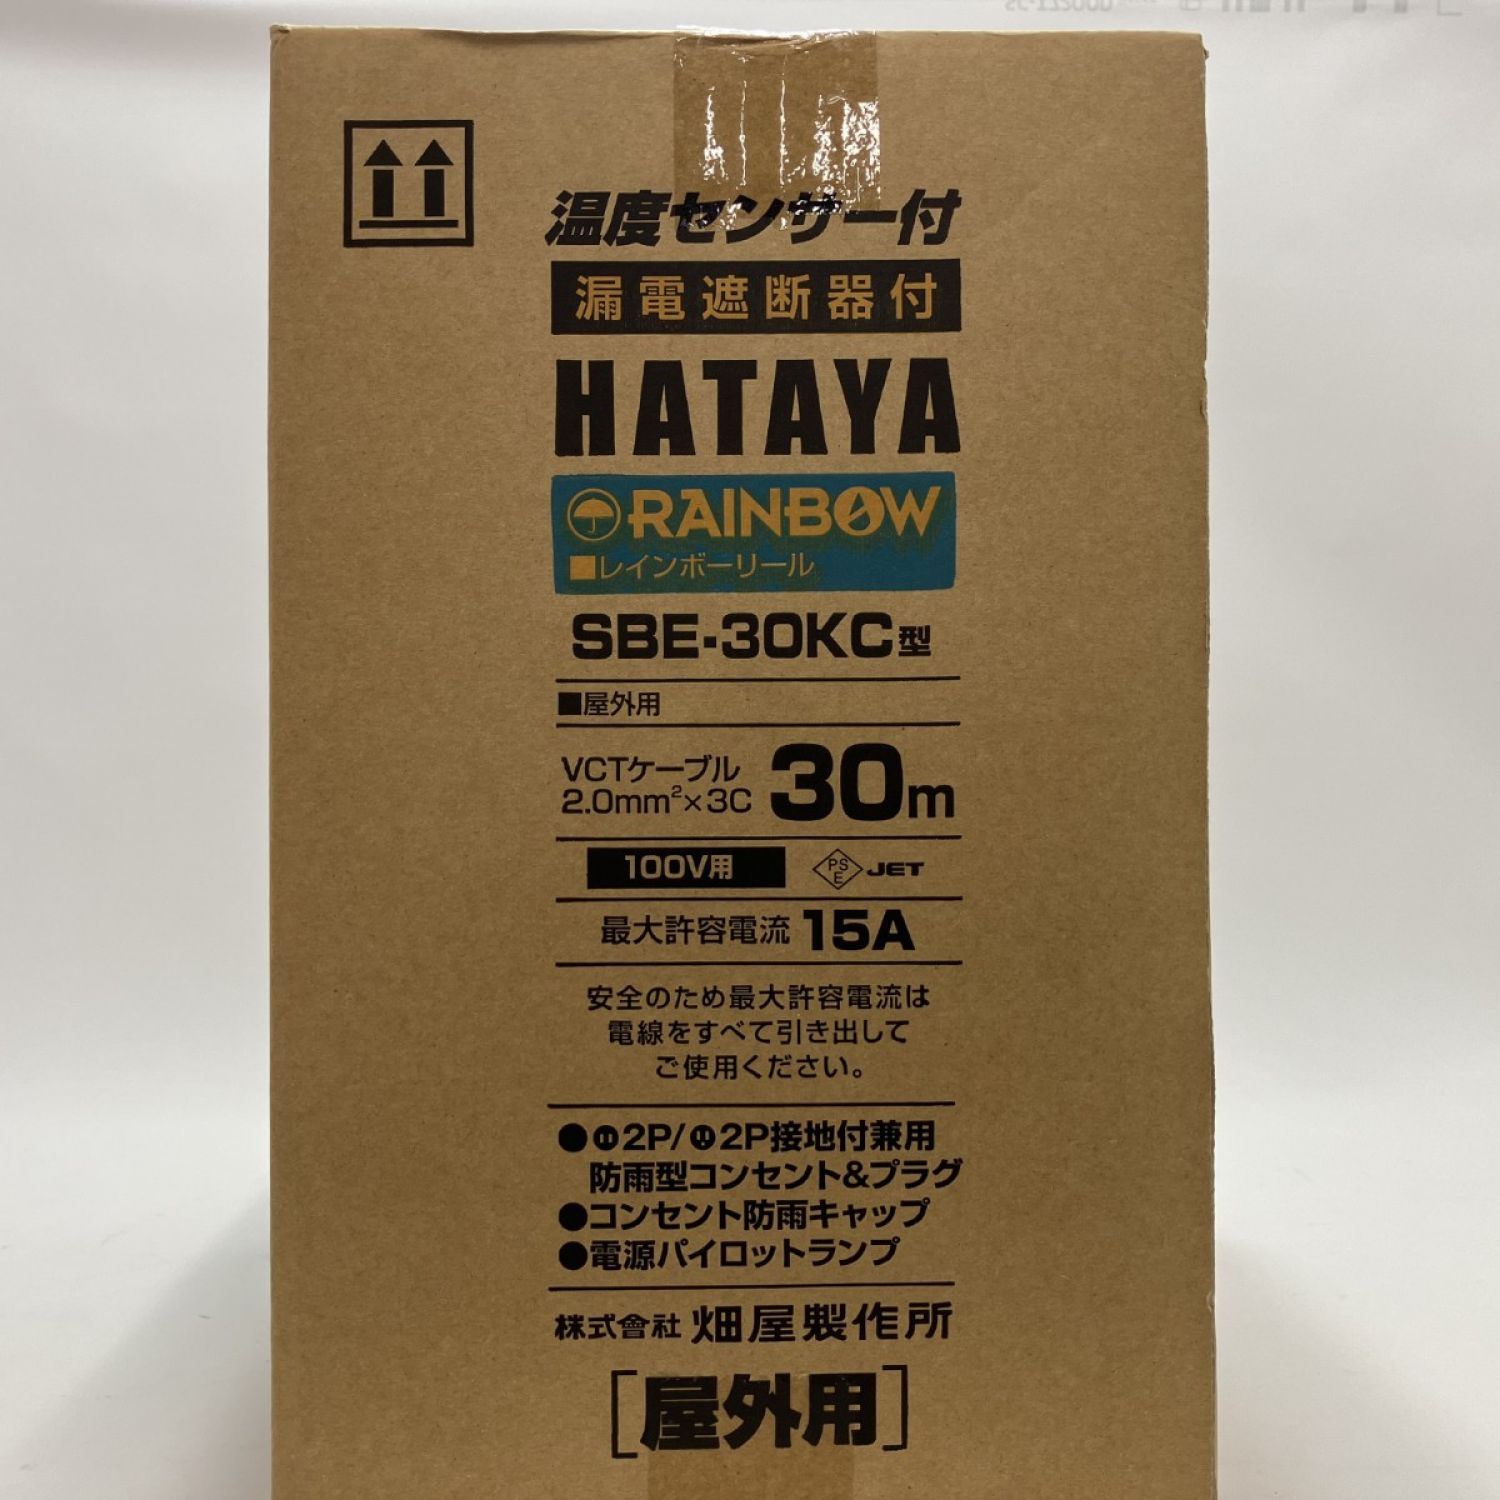 温度センサー付
漏電遮断器付
HATAYA
RAINBOW
■レインボーリール
SBE-30KC型
■屋外用
VCTケーブル
2.0mm²×3C 30m
100V用 PSE JET
最大許容電流 15A
安全のため最大許容電流は
電線をすべて引き出して
ご使用ください。
●2P/2P接地付兼用
防雨型コンセント&プラグ
●コンセント防雨キャップ
●電源パイロットランプ
株式會社 畑屋製作所
[屋外用]